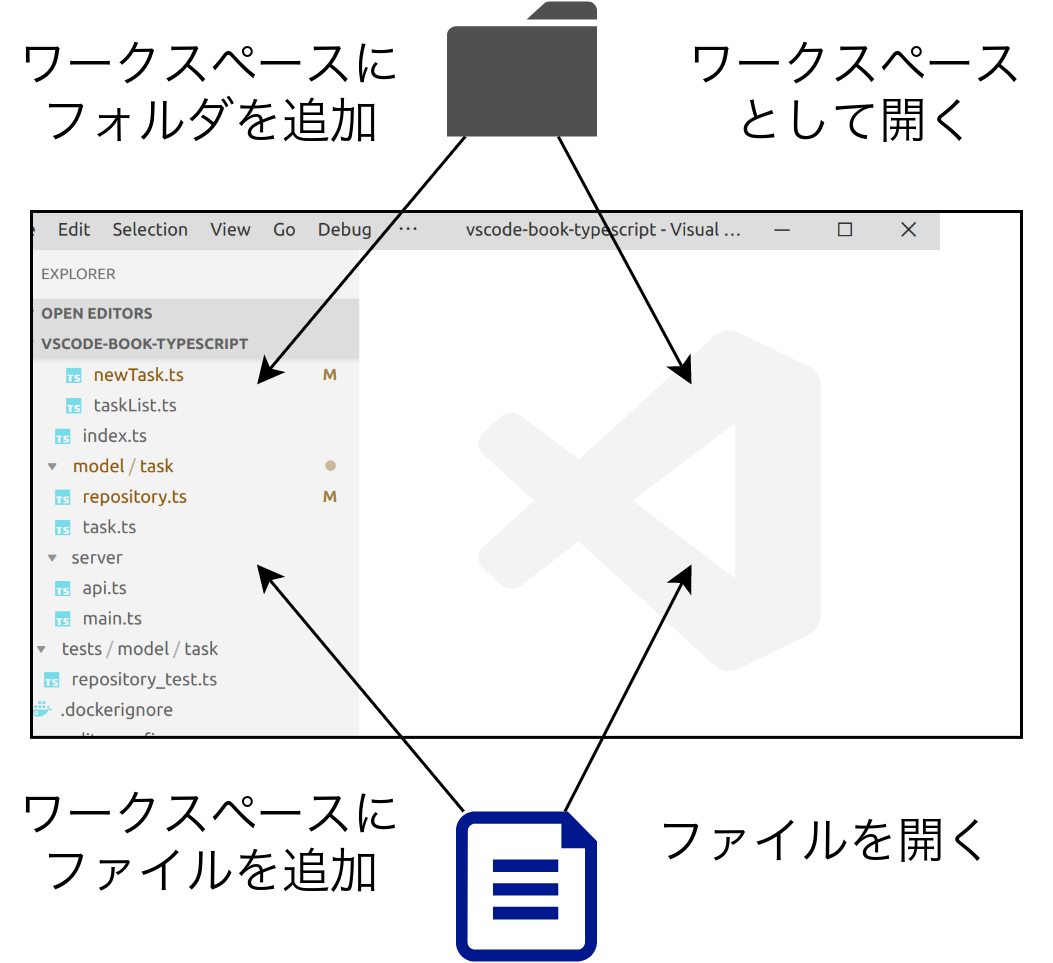 ワークスペースに
フォルダを追加
ワークスペース
として開く
Edit Selection View Go Debug ··· vscode-book-typescript - Visual ...
EXPLORER
OPEN EDITORS
VSCODE-BOOK-TYPESCRIPT
TS newTask.ts M
TS taskList.ts
TS index.ts
model / task
TS repository.ts M
TS task.ts
server
TS api.ts
TS main.ts
tests / model / task
TS repository_test.ts
.dockerignore
ワークスペースに
ファイルを追加
ファイルを開く